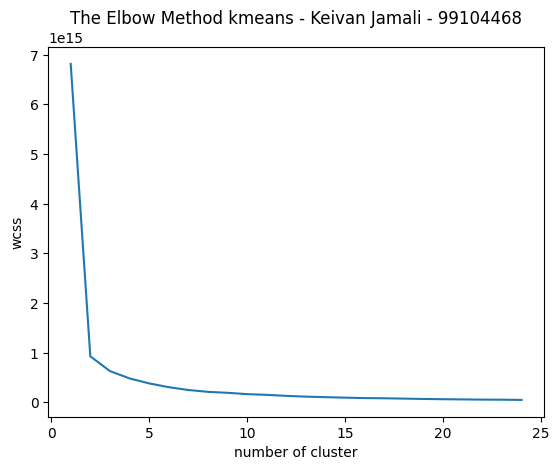 The Elbow Method kmeans - Keivan Jamali - 99104468
1e15
7
6
5
4
3
2
1
0
wcss
0 5 10 15 20 25
number of cluster